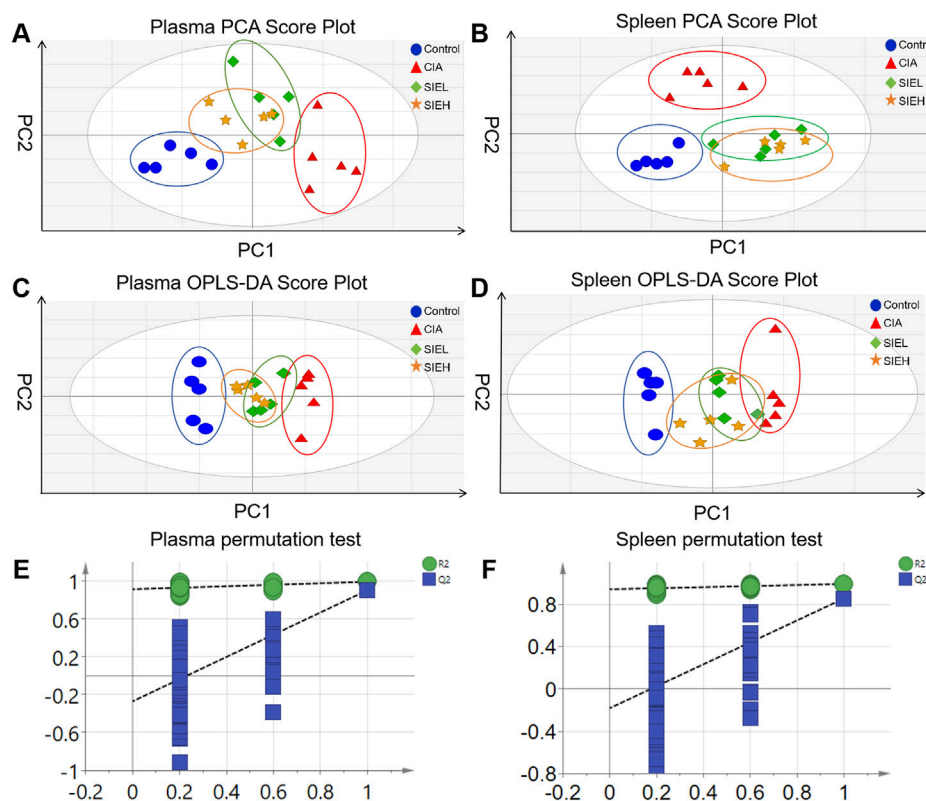 A
Plasma PCA Score Plot
PC2
Control
CIA
SIEL
SIEH
PC1
B
Spleen PCA Score Plot
PC2
Control
CIA
SIEL
SIEH
PC1
C
Plasma OPLS-DA Score Plot
PC2
Control
CIA
SIEL
SIEH
PC1
D
Spleen OPLS-DA Score Plot
PC2
Control
CIA
SIEL
SIEH
PC1
E
Plasma permutation test
R2
Q2
1
0.6
0.2
-0.2
-0.6
-1
-0.2 0 0.2 0.4 0.6 0.8 1
F
Spleen permutation test
R2
Q2
0.8
0.4
0
-0.4
-0.8
-0.2 0 0.2 0.4 0.6 0.8 1